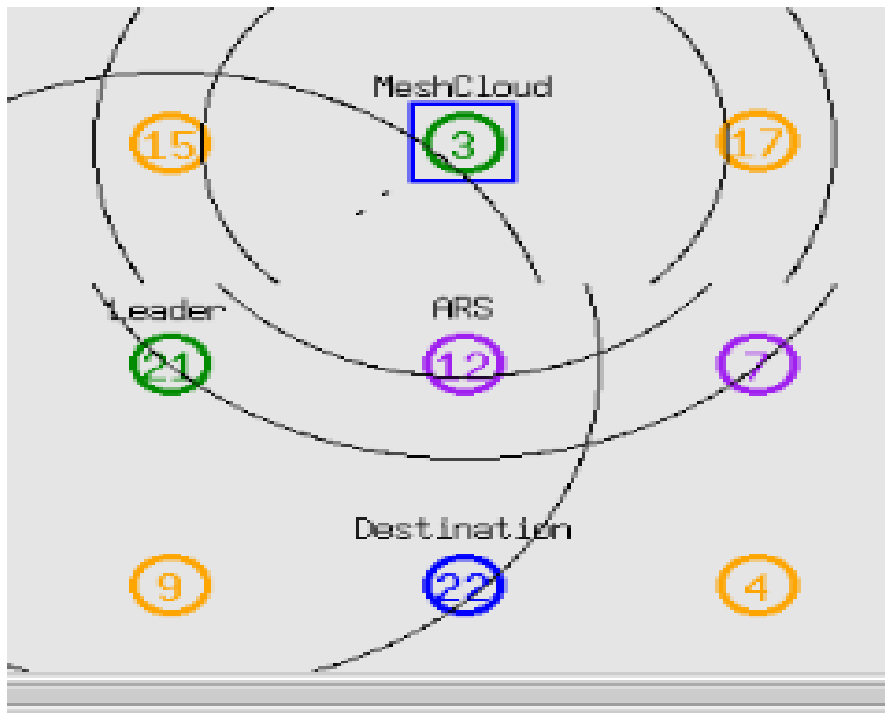 MeshCloud
15 3 17
Leader ARS
21 12 7
Destination
9 22 4